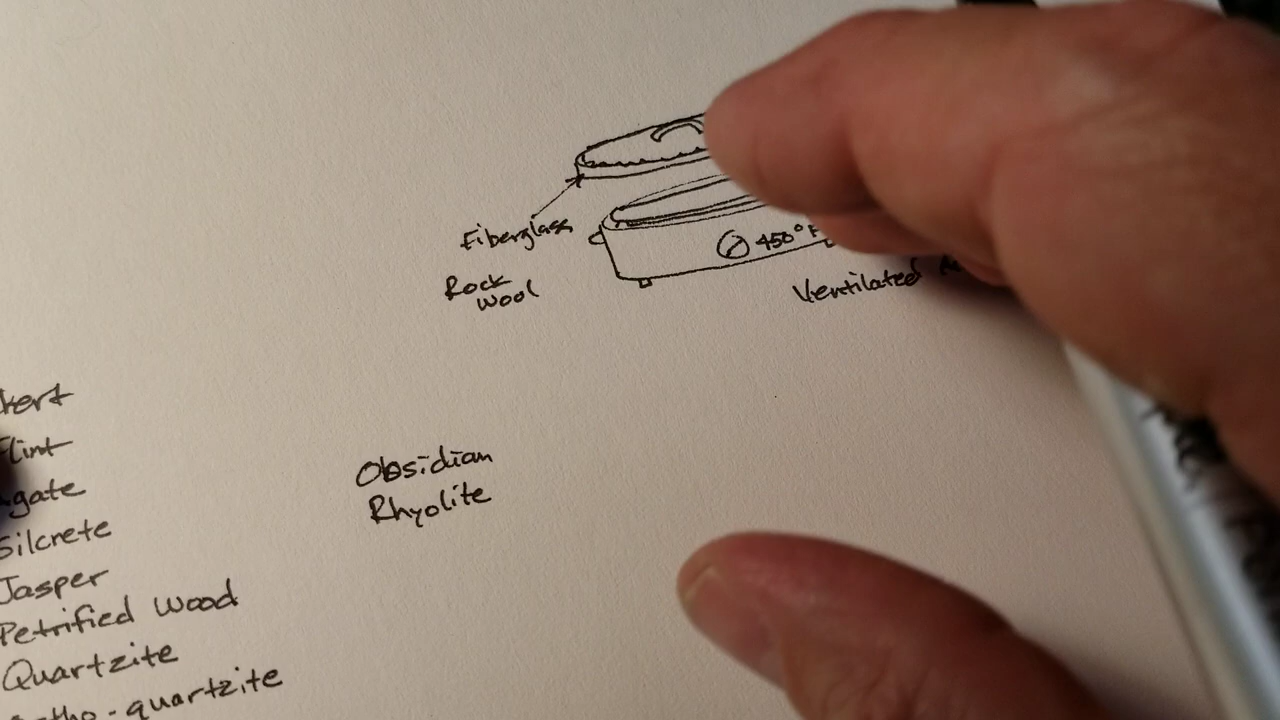 Fiberglass
450° F
Rock
Wool
Ventilated
Flint
Obsidian
Rhyolite
Silcrete
Jasper
Petrified Wood
Quartzite